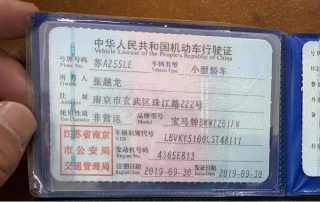 中华人民共和国机动车行驶证
Vehicle License of the People's Republic of China
号牌号码 苏AZ55LE 车辆类型 小型轿车
Plate No. Vehicle Type
所有人 张越龙
Owner
住址 南京市玄武区珠江路222号
Address
使用性质 非营运 品牌型号 宝马牌BMW7201FM
Use Character Model
江苏省南京市公安局交通管理局
车辆识别代号 LBVKY5100LST48111
VIN
发动机号码 4365E813
Engine No.
注册日期 2019-09-30 发证日期 2019-09-30